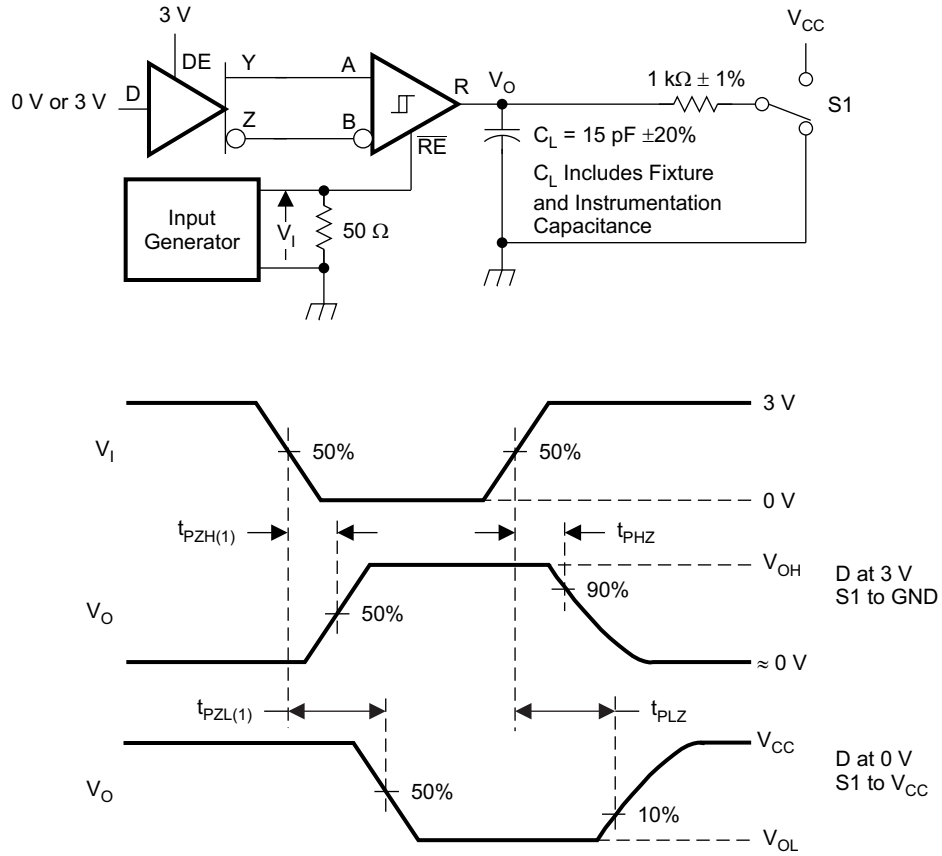 3 V
V_CC
DE
Y
A
R
V_O
1 kΩ ± 1%
S1
0 V or 3 V
D
Z
B
RE
C_L = 15 pF ±20%
C_L Includes Fixture
and Instrumentation
Capacitance
Input
Generator
V_I
50 Ω
3 V
V_I
50%
50%
0 V
t_PZH(1)
t_PHZ
V_OH
D at 3 V
S1 to GND
90%
V_O
50%
≈ 0 V
t_PZL(1)
t_PLZ
V_CC
D at 0 V
S1 to V_CC
V_O
50%
10%
V_OL